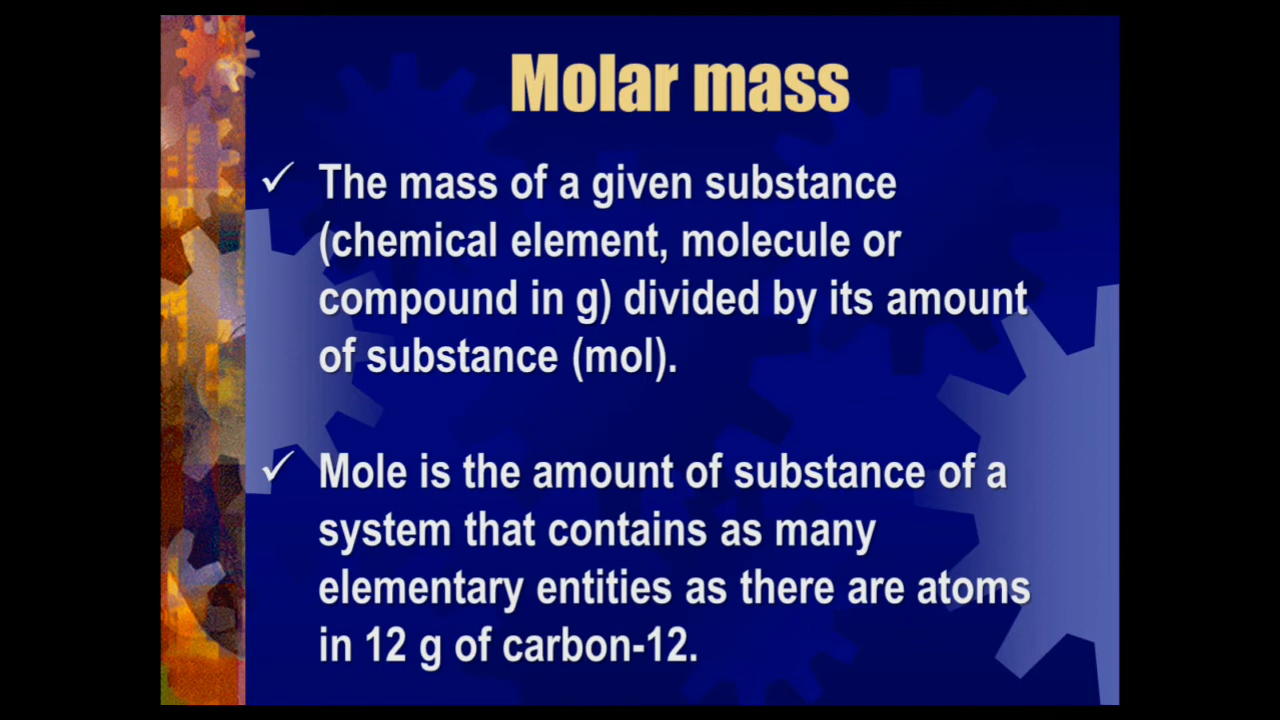 Molar mass
✓ The mass of a given substance
(chemical element, molecule or
compound in g) divided by its amount
of substance (mol).
✓ Mole is the amount of substance of a
system that contains as many
elementary entities as there are atoms
in 12 g of carbon-12.